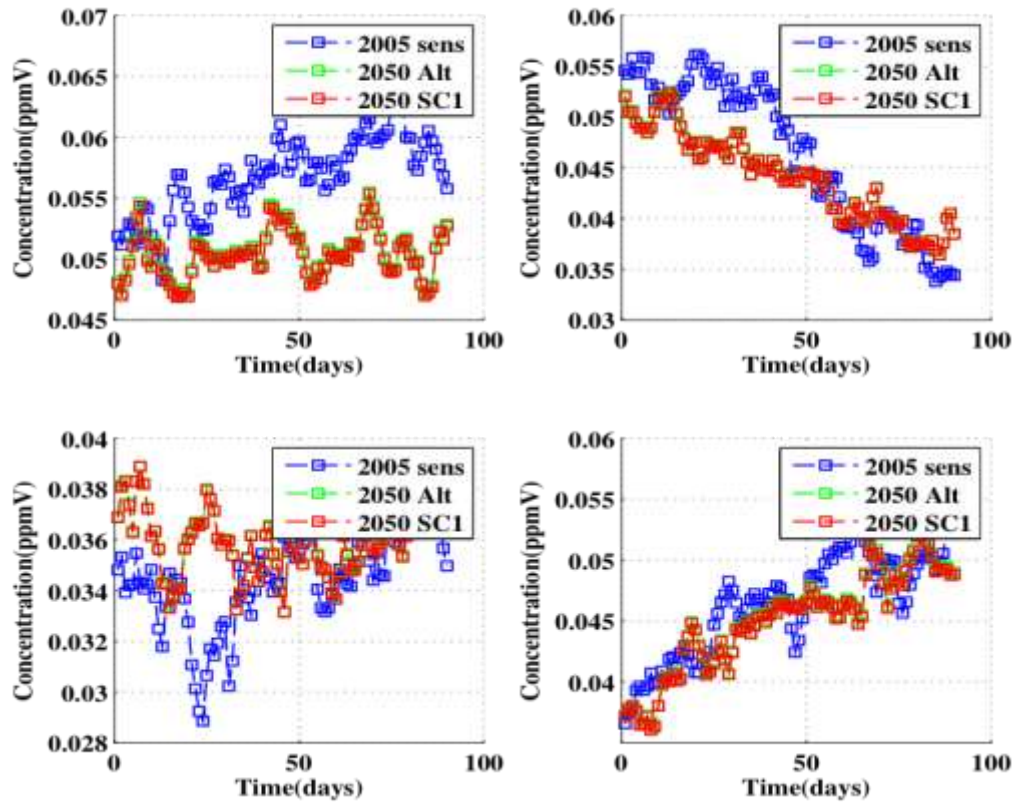 0.07
0.065
0.06
0.055
0.05
0.045
0
50
100
Concentration(ppmV)
Time(days)
2005 sens
2050 Alt
2050 SC1
0.06
0.055
0.05
0.045
0.04
0.035
0.03
0
50
100
Concentration(ppmV)
Time(days)
2005 sens
2050 Alt
2050 SC1
0.04
0.038
0.036
0.034
0.032
0.03
0.028
0
50
100
Concentration(ppmV)
Time(days)
2005 sens
2050 Alt
2050 SC1
0.06
0.055
0.05
0.045
0.04
0
50
100
Concentration(ppmV)
Time(days)
2005 sens
2050 Alt
2050 SC1